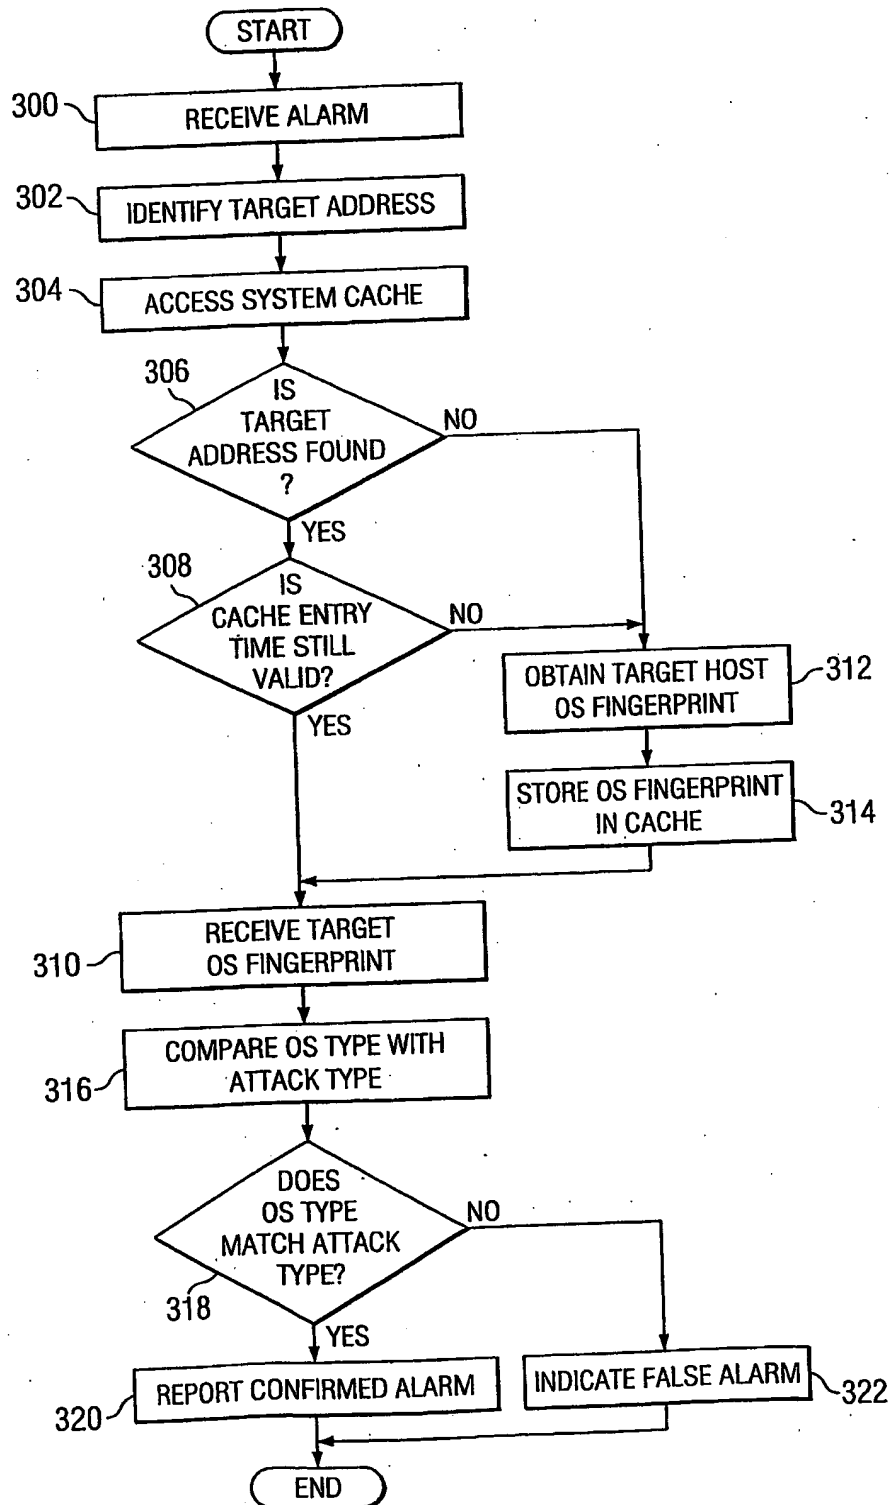 START
300
RECEIVE ALARM
302
IDENTIFY TARGET ADDRESS
304
ACCESS SYSTEM CACHE
306
IS
TARGET
ADDRESS FOUND
?
NO
YES
308
IS
CACHE ENTRY
TIME STILL
VALID?
NO
YES
OBTAIN TARGET HOST
OS FINGERPRINT
312
STORE OS FINGERPRINT
IN CACHE
314
RECEIVE TARGET
OS FINGERPRINT
310
COMPARE OS TYPE WITH
ATTACK TYPE
316
DOES
OS TYPE
MATCH ATTACK
TYPE?
NO
318
YES
REPORT CONFIRMED ALARM
320
INDICATE FALSE ALARM
322
END